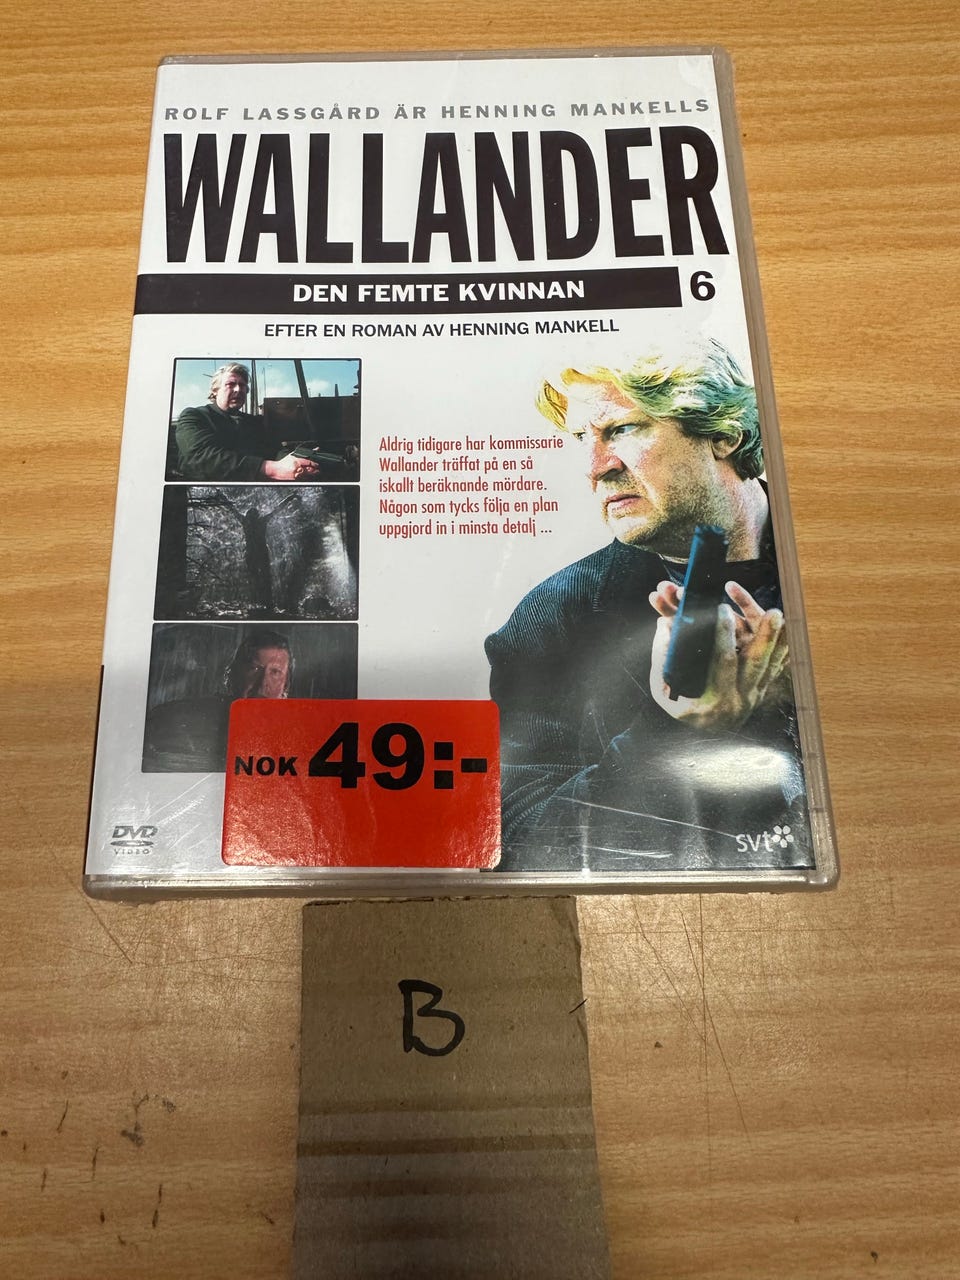 ROLF LASSGÅRD ÄR HENNING MANKELLS
WALLANDER
DEN FEMTE KVINNAN 6
EFTER EN ROMAN AV HENNING MANKELL
Aldrig tidigare har kommissarie
Wallander träffat på en så
iskallt beräknande mördare.
Någon som tycks följa en plan
uppgjord in i minsta detalj ...
NOK 49:-
DVD
VIDEO
svt
B